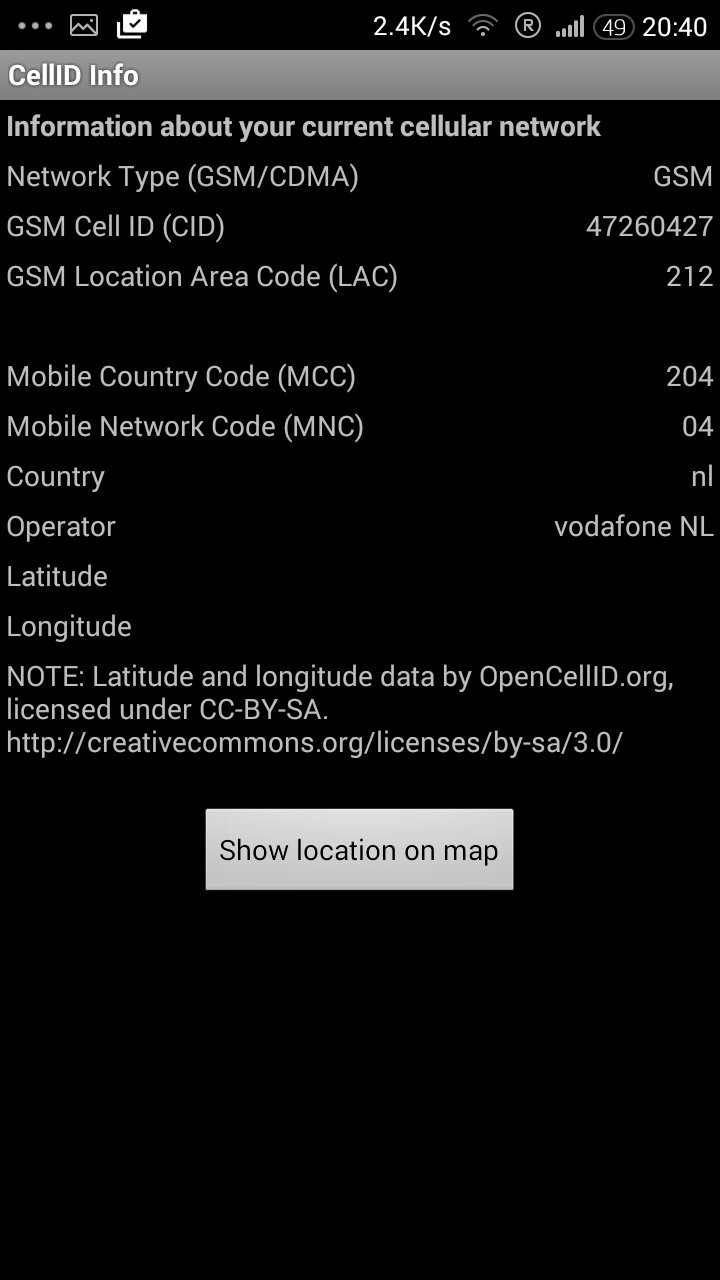 2.4K/s R 49 20:40
CellID Info
Information about your current cellular network
Network Type (GSM/CDMA) GSM
GSM Cell ID (CID) 47260427
GSM Location Area Code (LAC) 212
Mobile Country Code (MCC) 204
Mobile Network Code (MNC) 04
Country nl
Operator vodafone NL
Latitude
Longitude
NOTE: Latitude and longitude data by OpenCellID.org,
licensed under CC-BY-SA.
http://creativecommons.org/licenses/by-sa/3.0/
Show location on map